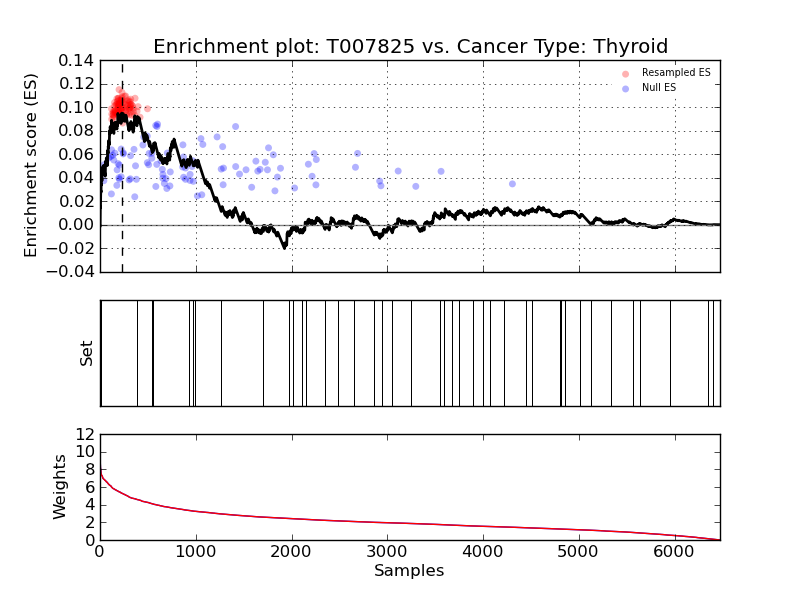 Enrichment plot: T007825 vs. Cancer Type: Thyroid
Enrichment score (ES)
0.14
0.12
0.10
0.08
0.06
0.04
0.02
0.00
−0.02
−0.04
Resampled ES
Null ES
Set
Weights
12
10
8
6
4
2
0
0 1000 2000 3000 4000 5000 6000
Samples